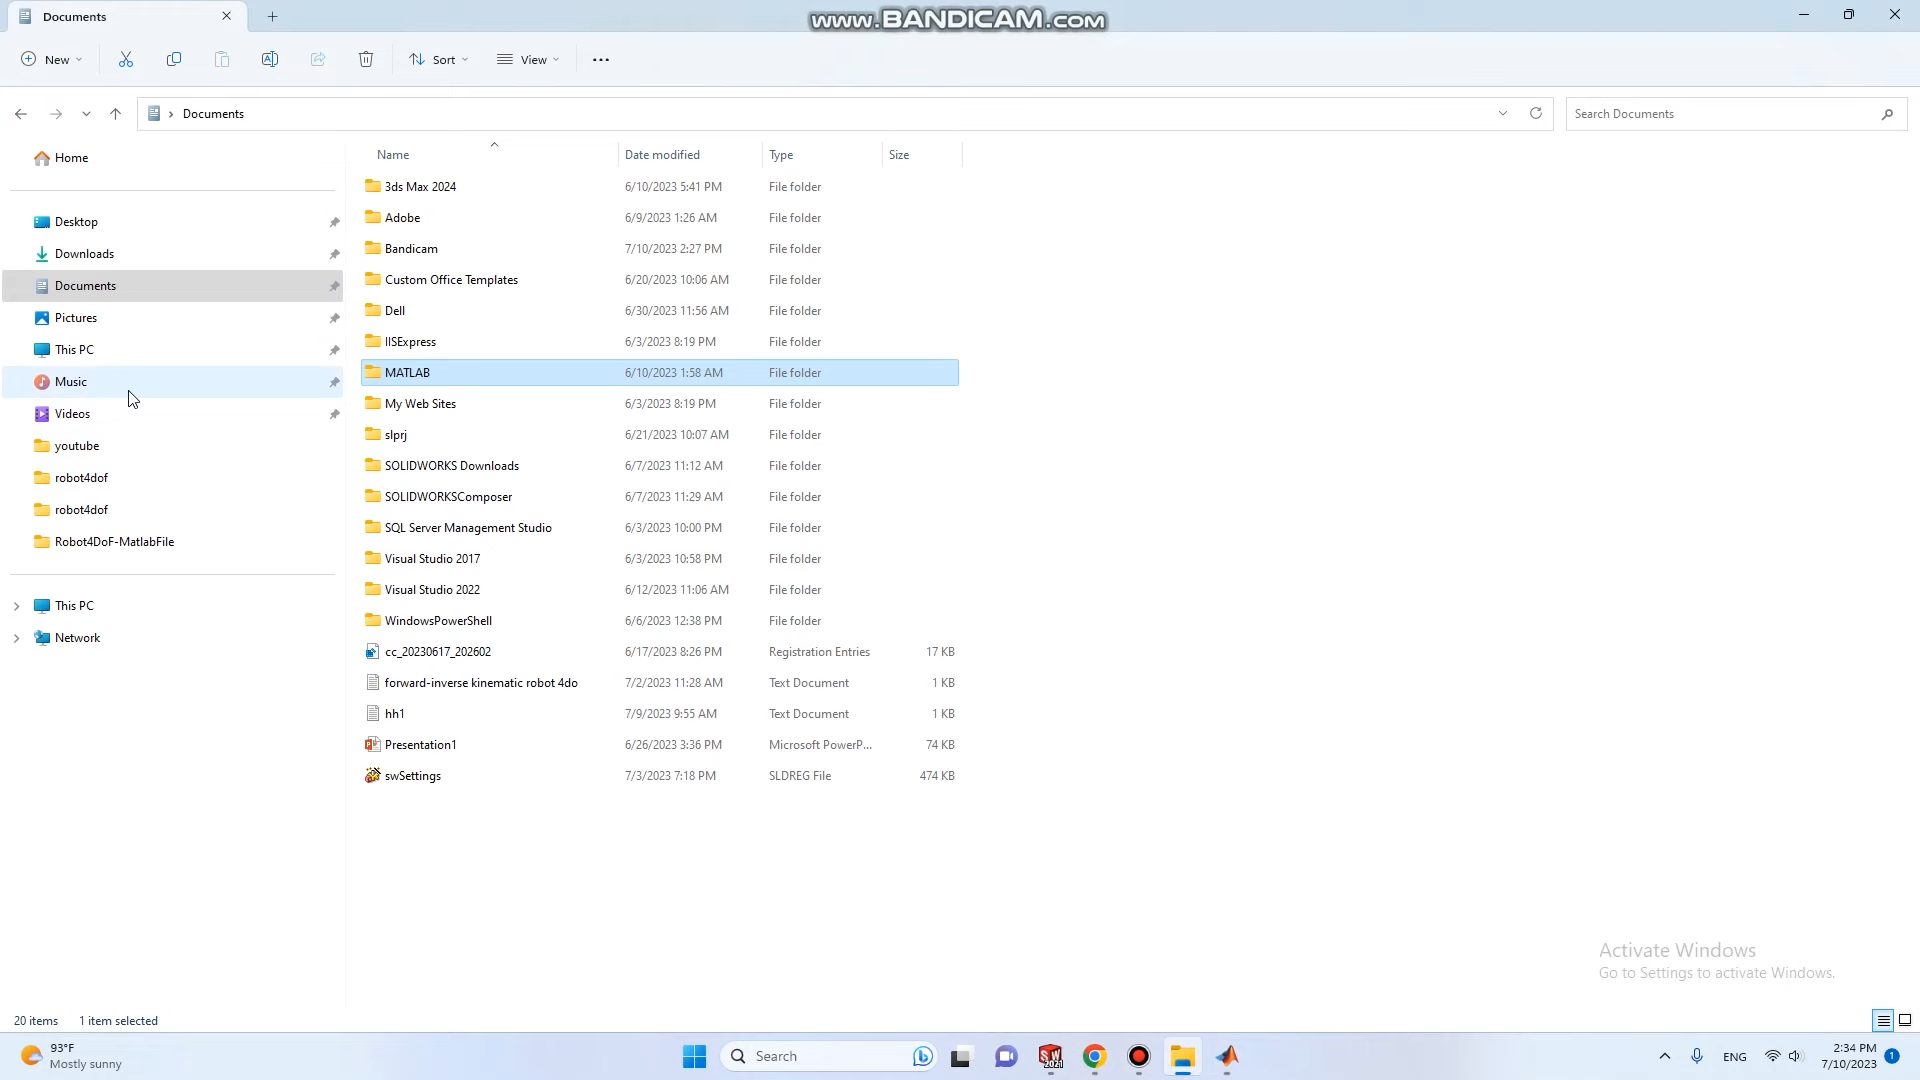 Documents
www.BANDICAM.com
New
Sort
View
Documents
Search Documents
Home
Desktop
Downloads
Documents
Pictures
This PC
Music
Videos
youtube
robot4dof
robot4dof
Robot4DoF-MatlabFile
This PC
Network
Name Date modified Type Size
3ds Max 2024 6/10/2023 5:41 PM File folder
Adobe 6/9/2023 1:26 AM File folder
Bandicam 7/10/2023 2:27 PM File folder
Custom Office Templates 6/20/2023 10:06 AM File folder
Dell 6/30/2023 11:56 AM File folder
IISExpress 6/3/2023 8:19 PM File folder
MATLAB 6/10/2023 1:58 AM File folder
My Web Sites 6/3/2023 8:19 PM File folder
slprj 6/21/2023 10:07 AM File folder
SOLIDWORKS Downloads 6/7/2023 11:12 AM File folder
SOLIDWORKSComposer 6/7/2023 11:29 AM File folder
SQL Server Management Studio 6/3/2023 10:00 PM File folder
Visual Studio 2017 6/3/2023 10:58 PM File folder
Visual Studio 2022 6/12/2023 11:06 AM File folder
WindowsPowerShell 6/6/2023 12:38 PM File folder
cc_20230617_202602 6/17/2023 8:26 PM Registration Entries 17 KB
forward-inverse kinematic robot 4do 7/2/2023 11:28 AM Text Document 1 KB
hh1 7/9/2023 9:55 AM Text Document 1 KB
Presentation1 6/26/2023 3:36 PM Microsoft PowerP... 74 KB
swSettings 7/3/2023 7:18 PM SLDREG File 474 KB
Activate Windows
Go to Settings to activate Windows.
20 items 1 item selected
93°F
Mostly sunny
Search
SW
2021
ENG
2:34 PM
7/10/2023
1